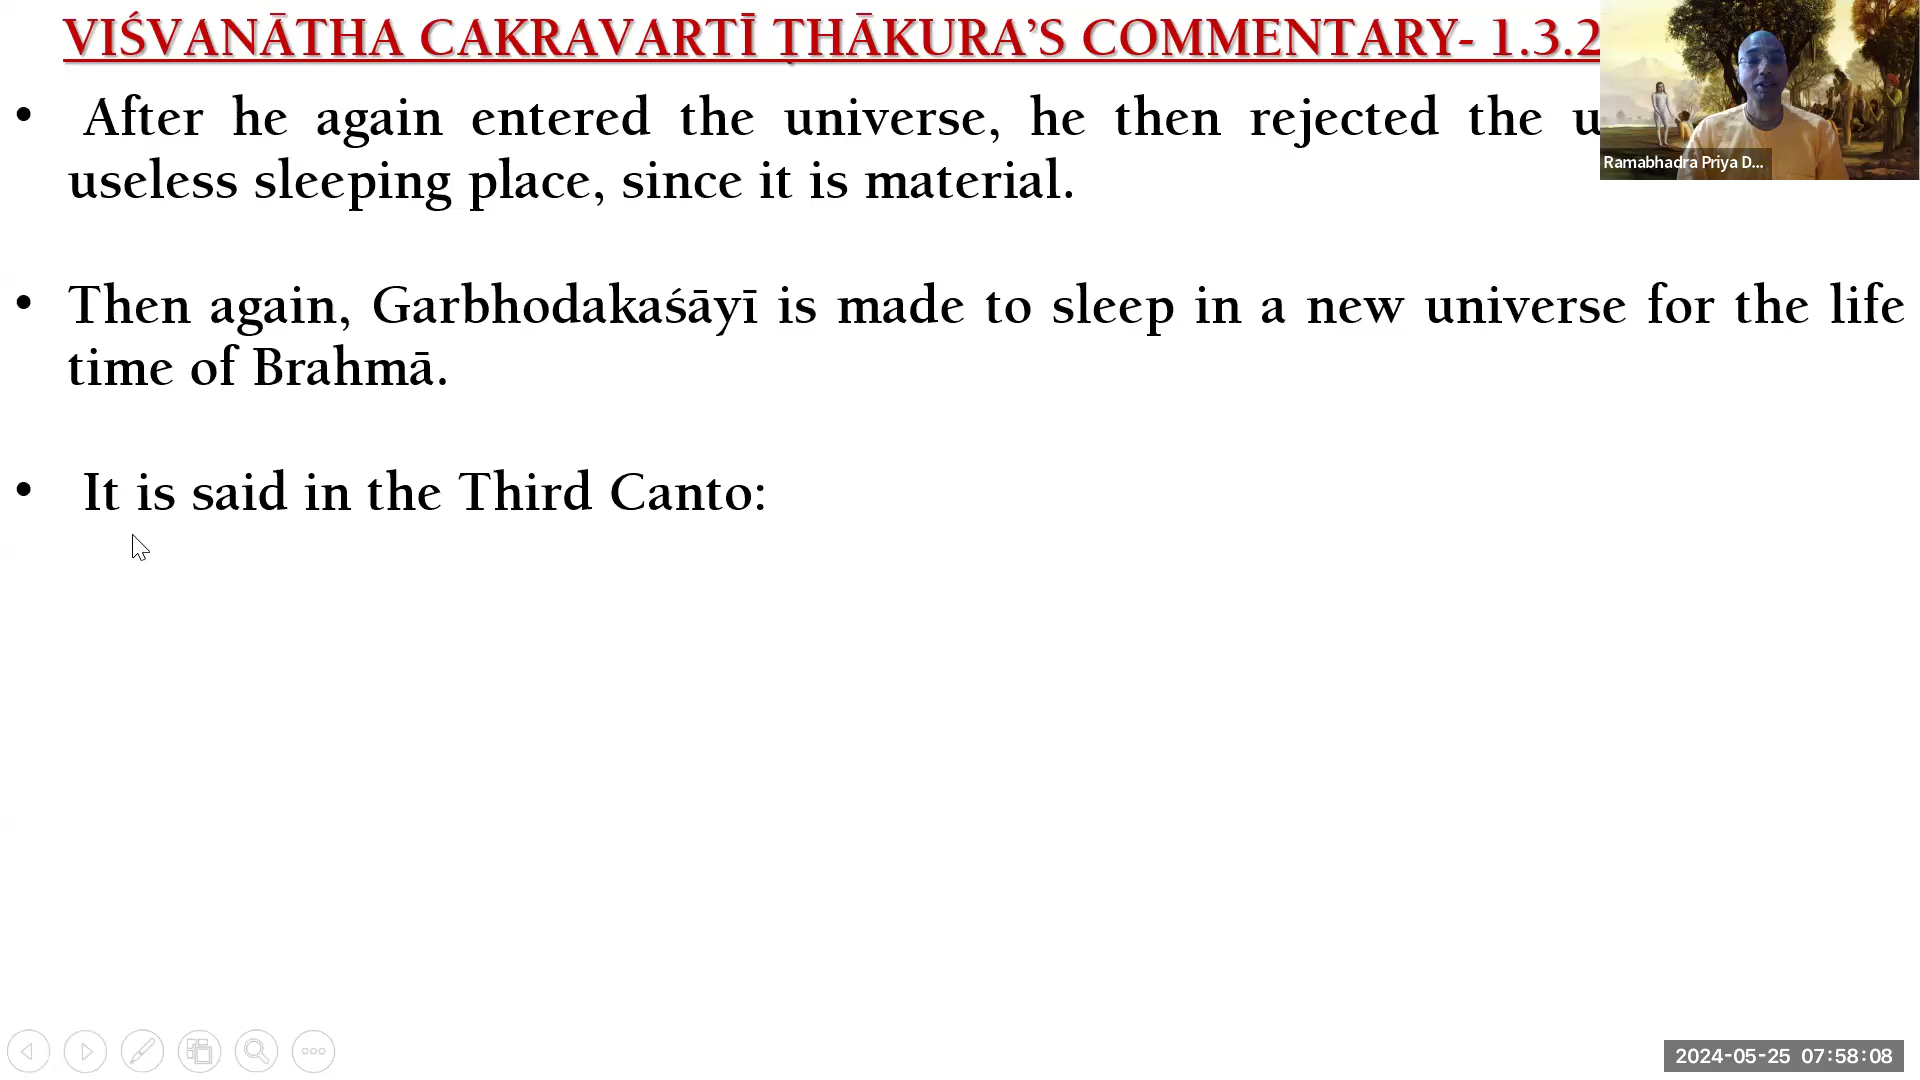 VIŚVANĀTHA CAKRAVARTĪ ṬHĀKURA’S COMMENTARY- 1.3.2
• After he again entered the universe, he then rejected the
useless sleeping place, since it is material.
• Then again, Garbhodakaśāyī is made to sleep in a new universe for the life
time of Brahmā.
• It is said in the Third Canto:
Ramabhadra Priya D...
2024-05-25 07:58:08